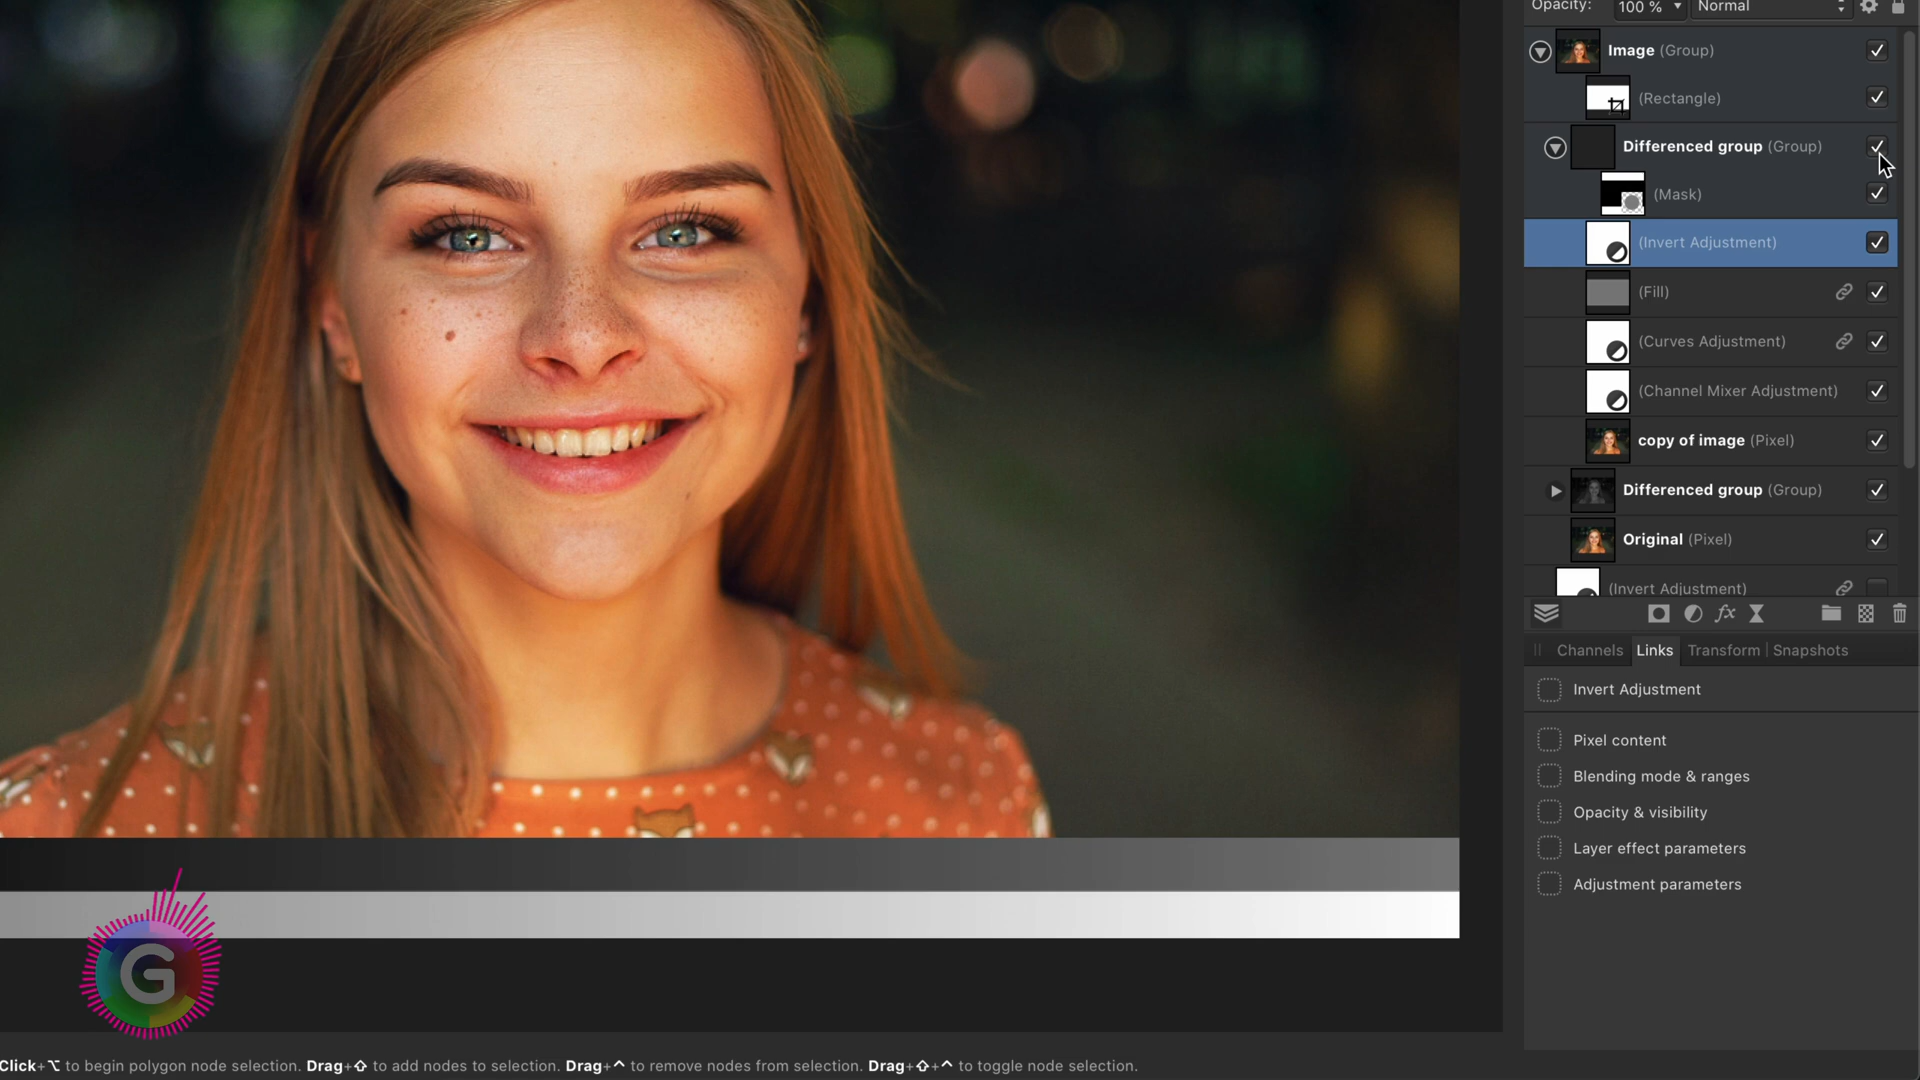 Opacity: 100 % Normal
Image (Group)
(Rectangle)
Differenced group (Group)
(Mask)
(Invert Adjustment)
(Fill)
(Curves Adjustment)
(Channel Mixer Adjustment)
copy of image (Pixel)
Differenced group (Group)
Original (Pixel)
(Invert Adjustment)
fx
Channels Links Transform Snapshots
Invert Adjustment
Pixel content
Blending mode & ranges
Opacity & visibility
Layer effect parameters
Adjustment parameters
G
Click+⌥ to begin polygon node selection. Drag+⇧ to add nodes to selection. Drag+^ to remove nodes from selection. Drag+⇧+^ to toggle node selection.